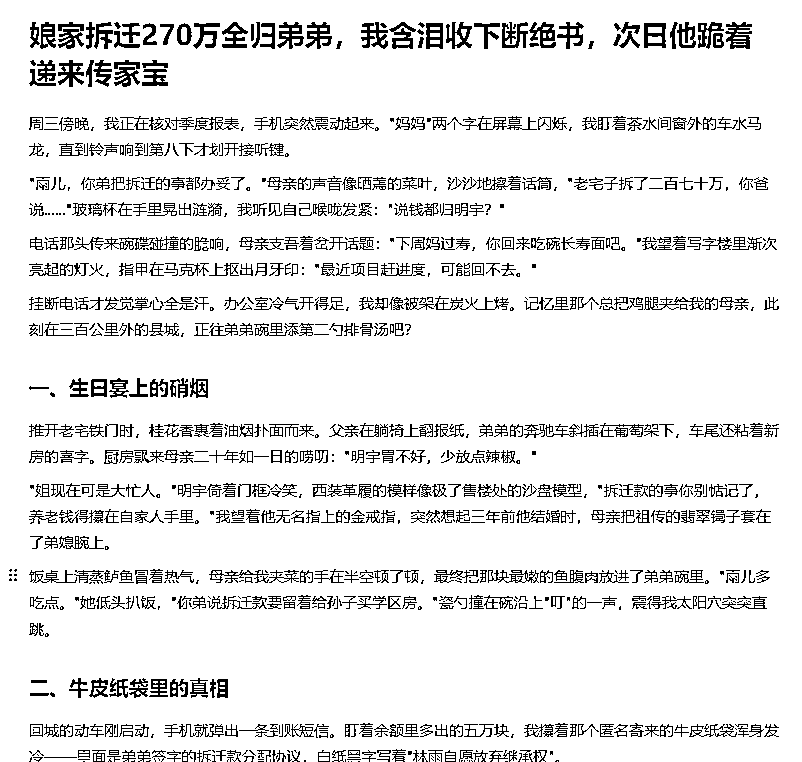 娘家拆迁270万全归弟弟，我含泪收下断绝书，次日他跪着
递来传家宝
周三傍晚，我正在核对季度报表，手机突然震动起来。"妈妈"两个字在屏幕上闪烁，我盯着茶水间窗外的车水马
龙，直到铃声响到第八下才划开接听键。
"雨儿，你弟把拆迁的事都办妥了。"母亲的声音像晒蔫的菜叶，沙沙地擦着话筒，"老宅子拆了二百七十万，你爸
说......"玻璃杯在手里晃出涟漪，我听见自己喉咙发紧："说钱都归明宇？"
电话那头传来碗碟碰撞的脆响，母亲支吾着岔开话题："下周妈过寿，你回来吃碗长寿面吧。"我望着写字楼里渐次
亮起的灯火，指甲在马克杯上抠出月牙印："最近项目赶进度，可能回不去。"
挂断电话才发觉掌心全是汗。办公室冷气开得足，我却像被架在炭火上烤。记忆里那个总把鸡腿夹给我的母亲，此
刻在三百公里外的县城，正往弟弟碗里添第二勺排骨汤吧？
一、生日宴上的硝烟
推开老宅铁门时，桂花香裹着油烟扑面而来。父亲在躺椅上翻报纸，弟弟的奔驰车斜插在葡萄架下，车尾还粘着新
房的喜字。厨房飘来母亲二十年如一日的唠叨："明宇胃不好，少放点辣椒。"
"姐现在可是大忙人。"明宇倚着门框冷笑，西装革履的模样像极了售楼处的沙盘模型，"拆迁款的事你别惦记了，
养老钱得攥在自家人手里。"我望着他无名指上的金戒指，突然想起三年前他结婚时，母亲把祖传的翡翠镯子套在
了弟媳腕上。
饭桌上清蒸鲈鱼冒着热气，母亲给我夹菜的手在半空顿了顿，最终把那块最嫩的鱼腹肉放进了弟弟碗里。"雨儿多
吃点。"她低头扒饭，"你弟说拆迁款要留着给孙子买学区房。"瓷勺撞在碗沿上"叮"的一声，震得我太阳穴突突直
跳。
二、牛皮纸袋里的真相
回城的动车刚启动，手机就弹出一条到账短信。盯着余额里多出的五万块，我攥着那个匿名寄来的牛皮纸袋浑身发
冷——里面是弟弟签字的拆迁款分配协议，白纸黑字写着"林雨自愿放弃继承权"。